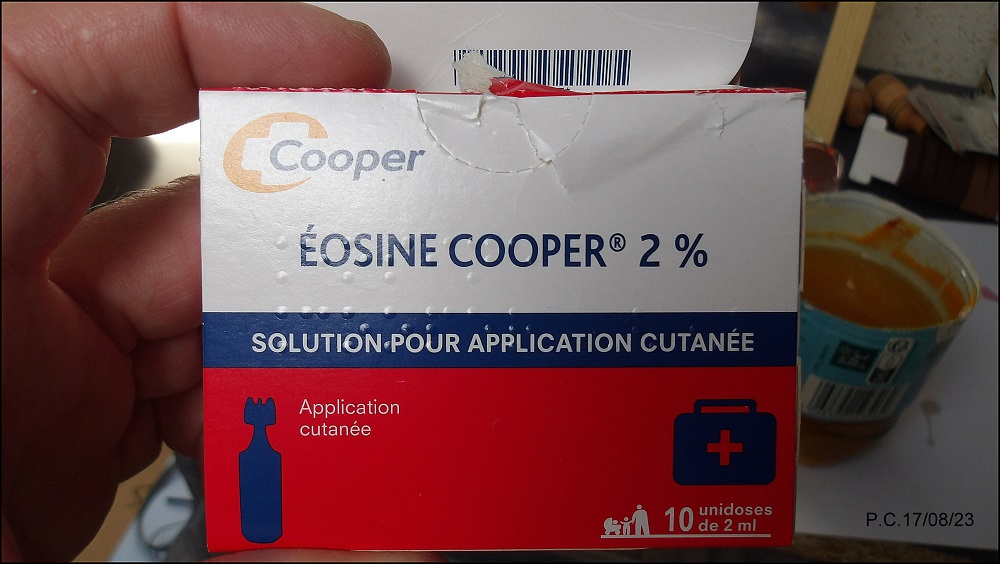 Cooper
ÉOSINE COOPER® 2 %
SOLUTION POUR APPLICATION CUTANÉE
Application
cutanée
10 unidoses
de 2 ml
P.C.17/08/23